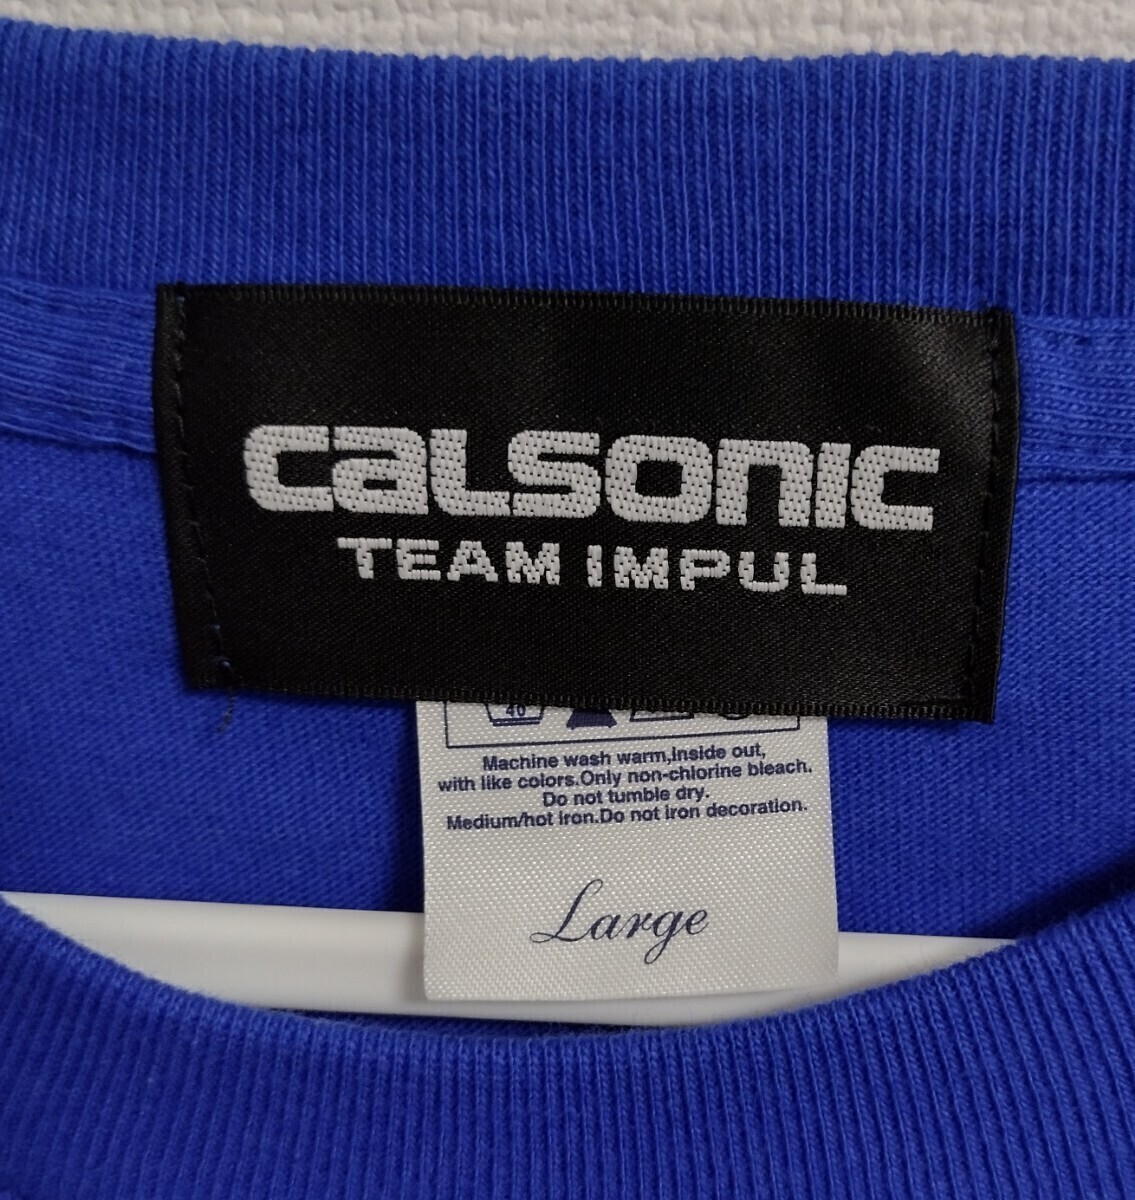 calsonic
TEAM IMPUL
40
Machine wash warm,Inside out,
with like colors.Only non-chlorine bleach.
Do not tumble dry.
Medium/hot iron.Do not iron decoration.
Large